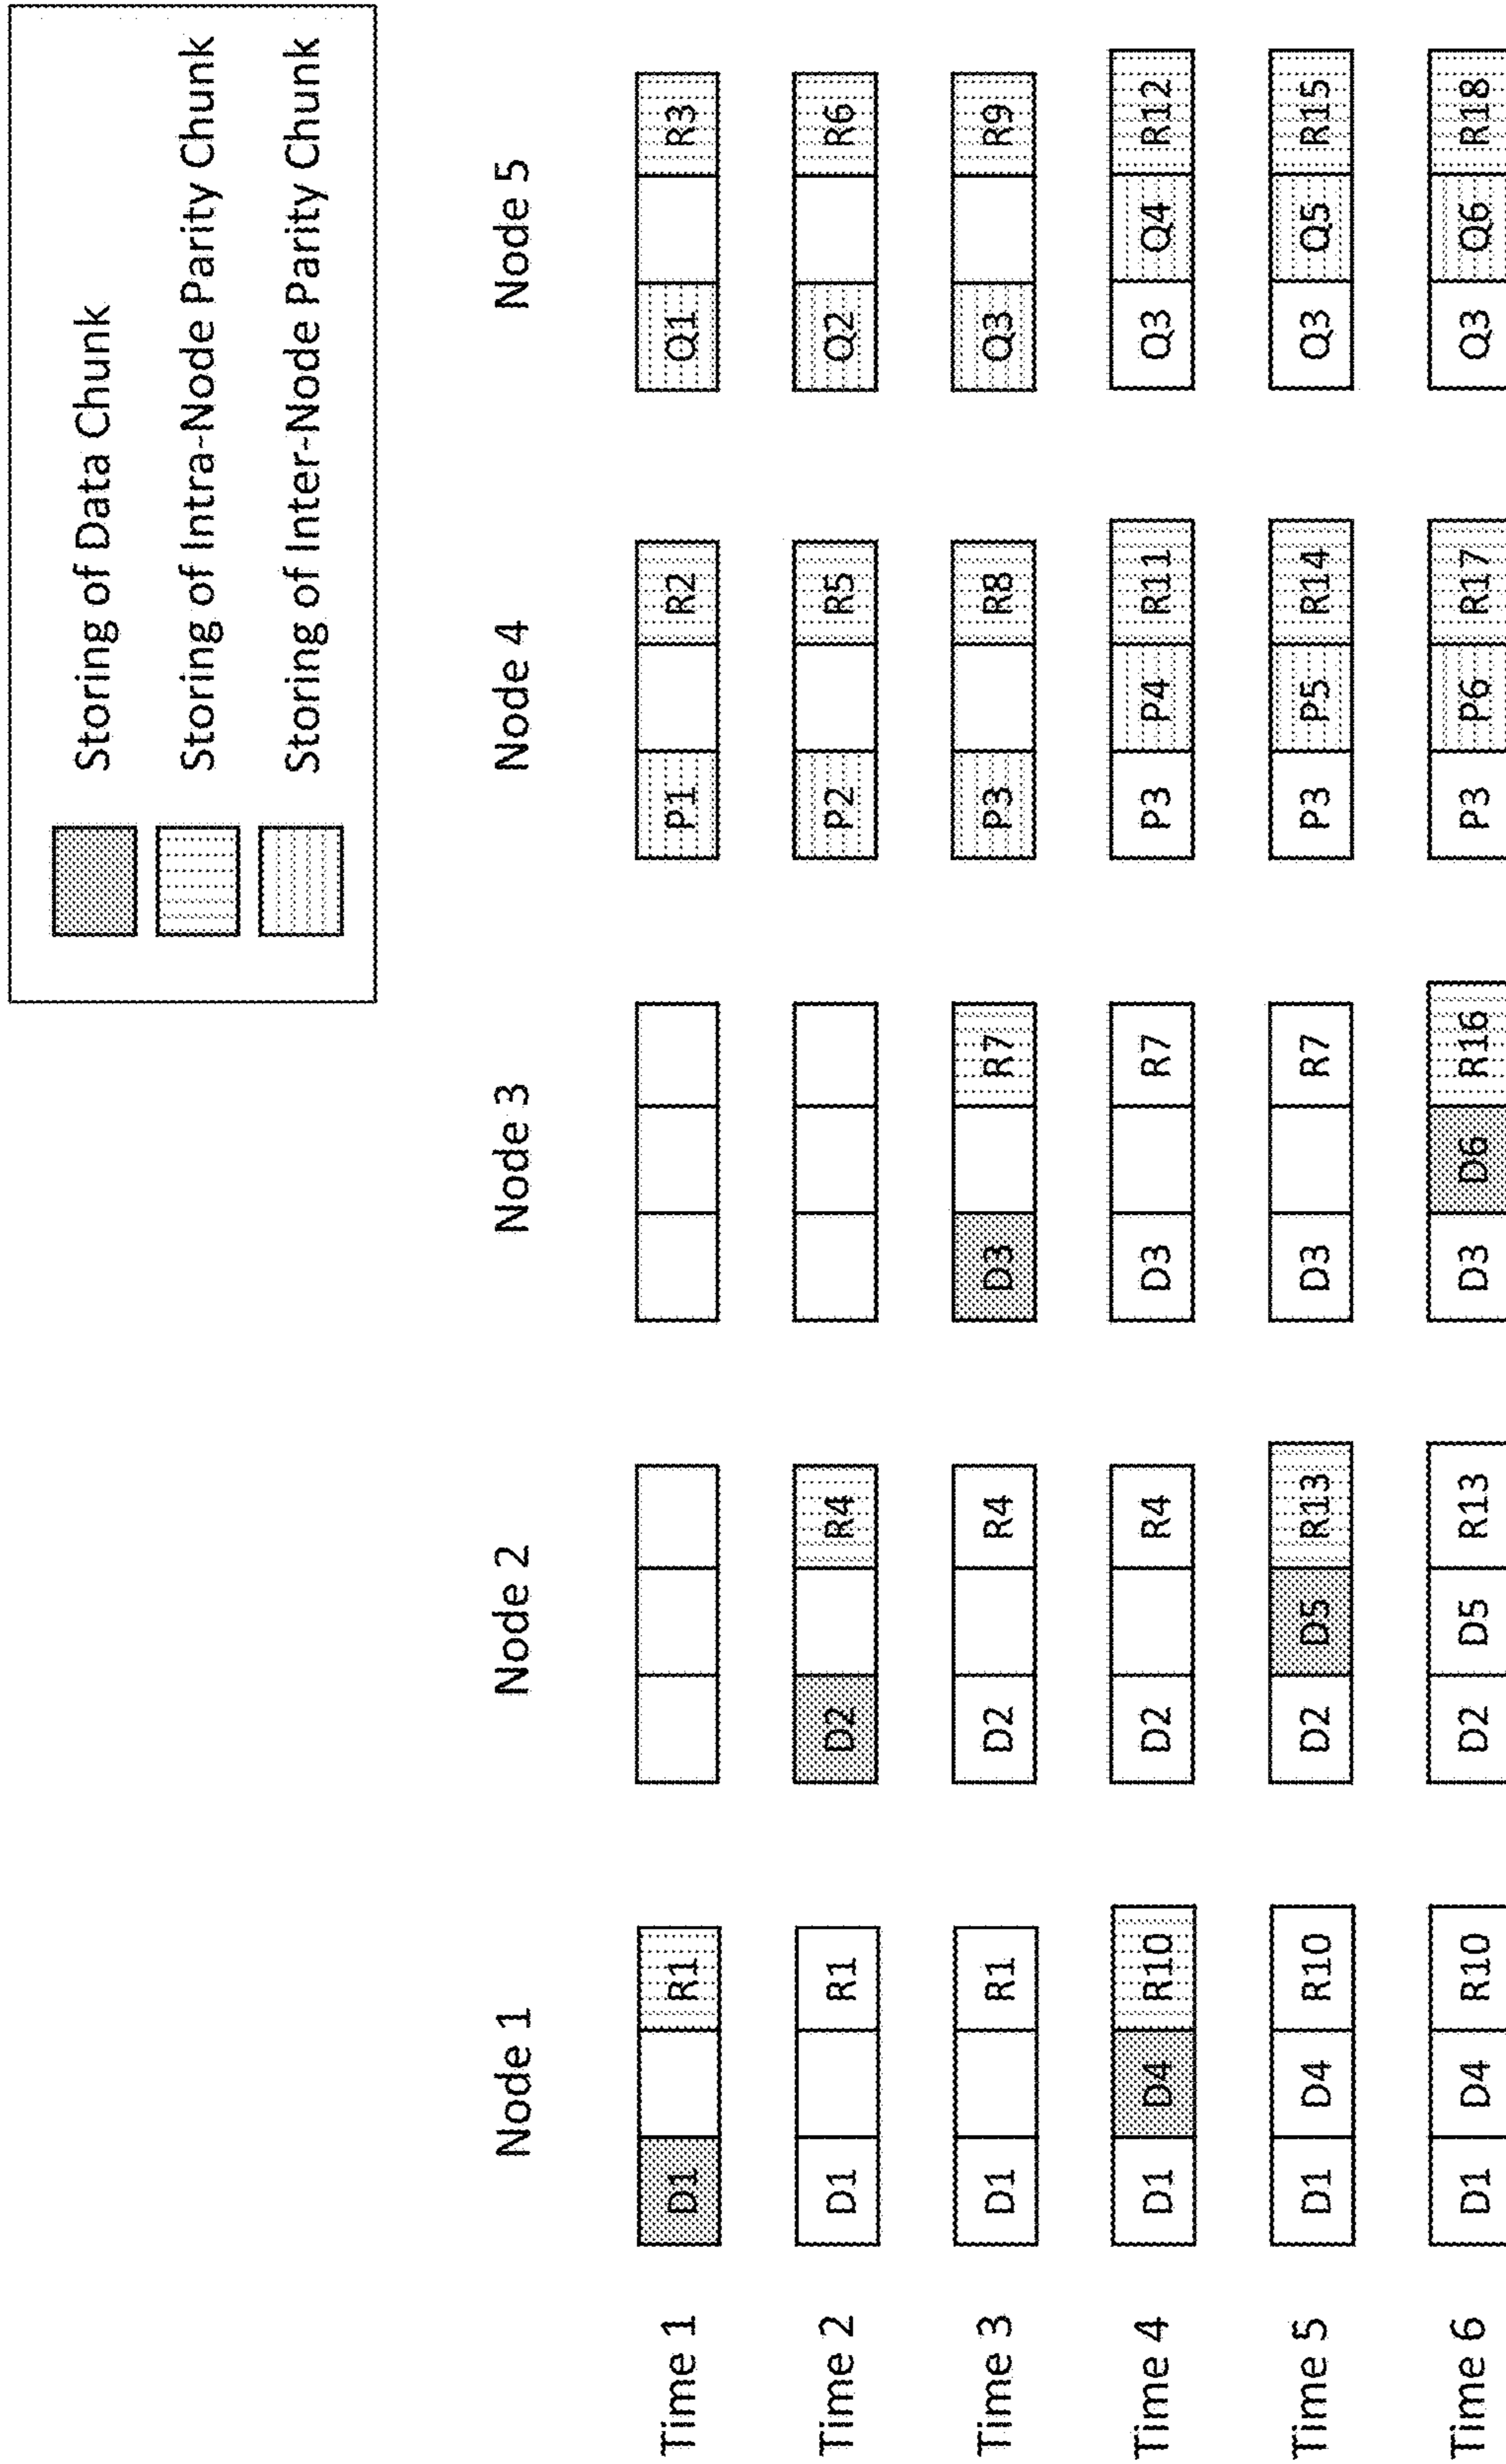 Storing of Data Chunk
Storing of Intra-Node Parity Chunk
Storing of Inter-Node Parity Chunk
Node 1 Node 2 Node 3 Node 4 Node 5
Time 1 D1 R1 P1 R2 Q1 R3
Time 2 D1 R1 D2 R4 P2 R5 Q2 R6
Time 3 D1 R1 D2 R4 D3 R7 P3 R8 Q3 R9
Time 4 D1 D4 R10 D2 R4 D3 R7 P3 P4 R11 Q3 Q4 R12
Time 5 D1 D4 R10 D2 D5 R13 D3 R7 P3 P5 R14 Q3 Q5 R15
Time 6 D1 D4 R10 D2 D5 R13 D3 D6 R16 P3 P6 R17 Q3 Q6 R18